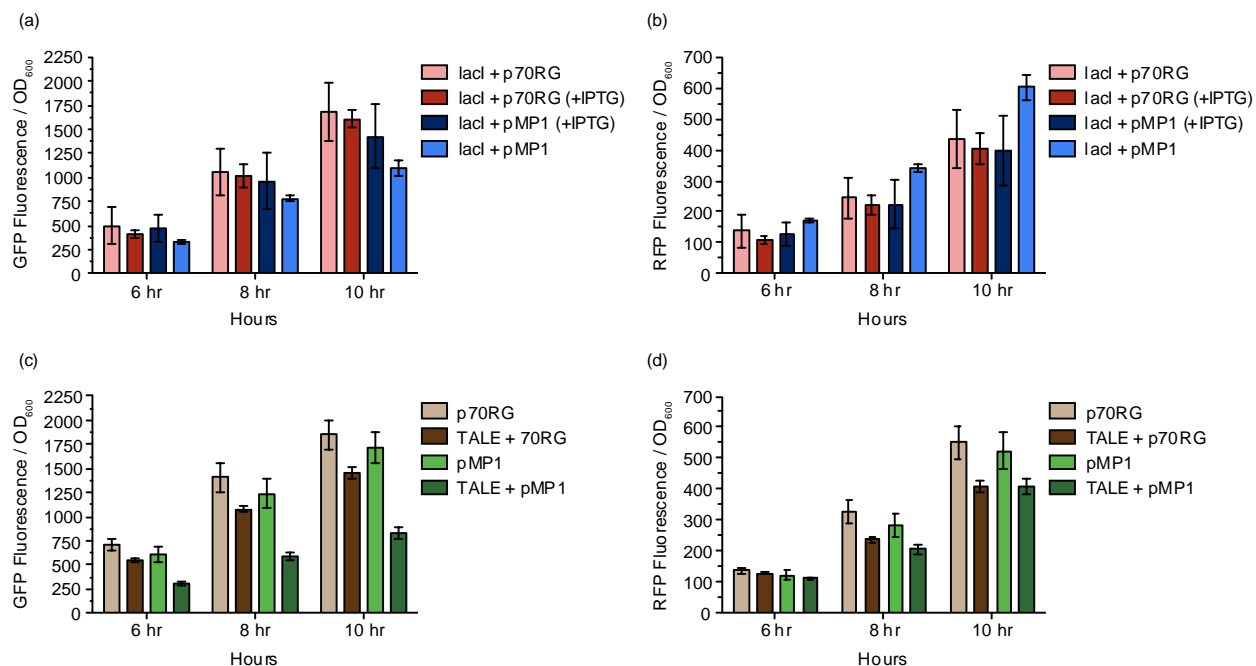 (a)
GFP Fluorescence / OD600
2250
2000
1750
1500
1250
1000
750
500
250
0
6 hr
8 hr
10 hr
Hours
lacI + p70RG
lacI + p70RG (+IPTG)
lacI + pMP1 (+IPTG)
lacI + pMP1
(b)
RFP Fluorescence / OD600
700
600
500
400
300
200
100
0
6 hr
8 hr
10 hr
Hours
lacI + p70RG
lacI + p70RG (+IPTG)
lacI + pMP1 (+IPTG)
lacI + pMP1
(c)
GFP Fluorescence / OD600
2250
2000
1750
1500
1250
1000
750
500
250
0
6 hr
8 hr
10 hr
Hours
p70RG
TALE + 70RG
pMP1
TALE + pMP1
(d)
RFP Fluorescence / OD600
700
600
500
400
300
200
100
0
6 hr
8 hr
10 hr
Hours
p70RG
TALE + p70RG
pMP1
TALE + pMP1